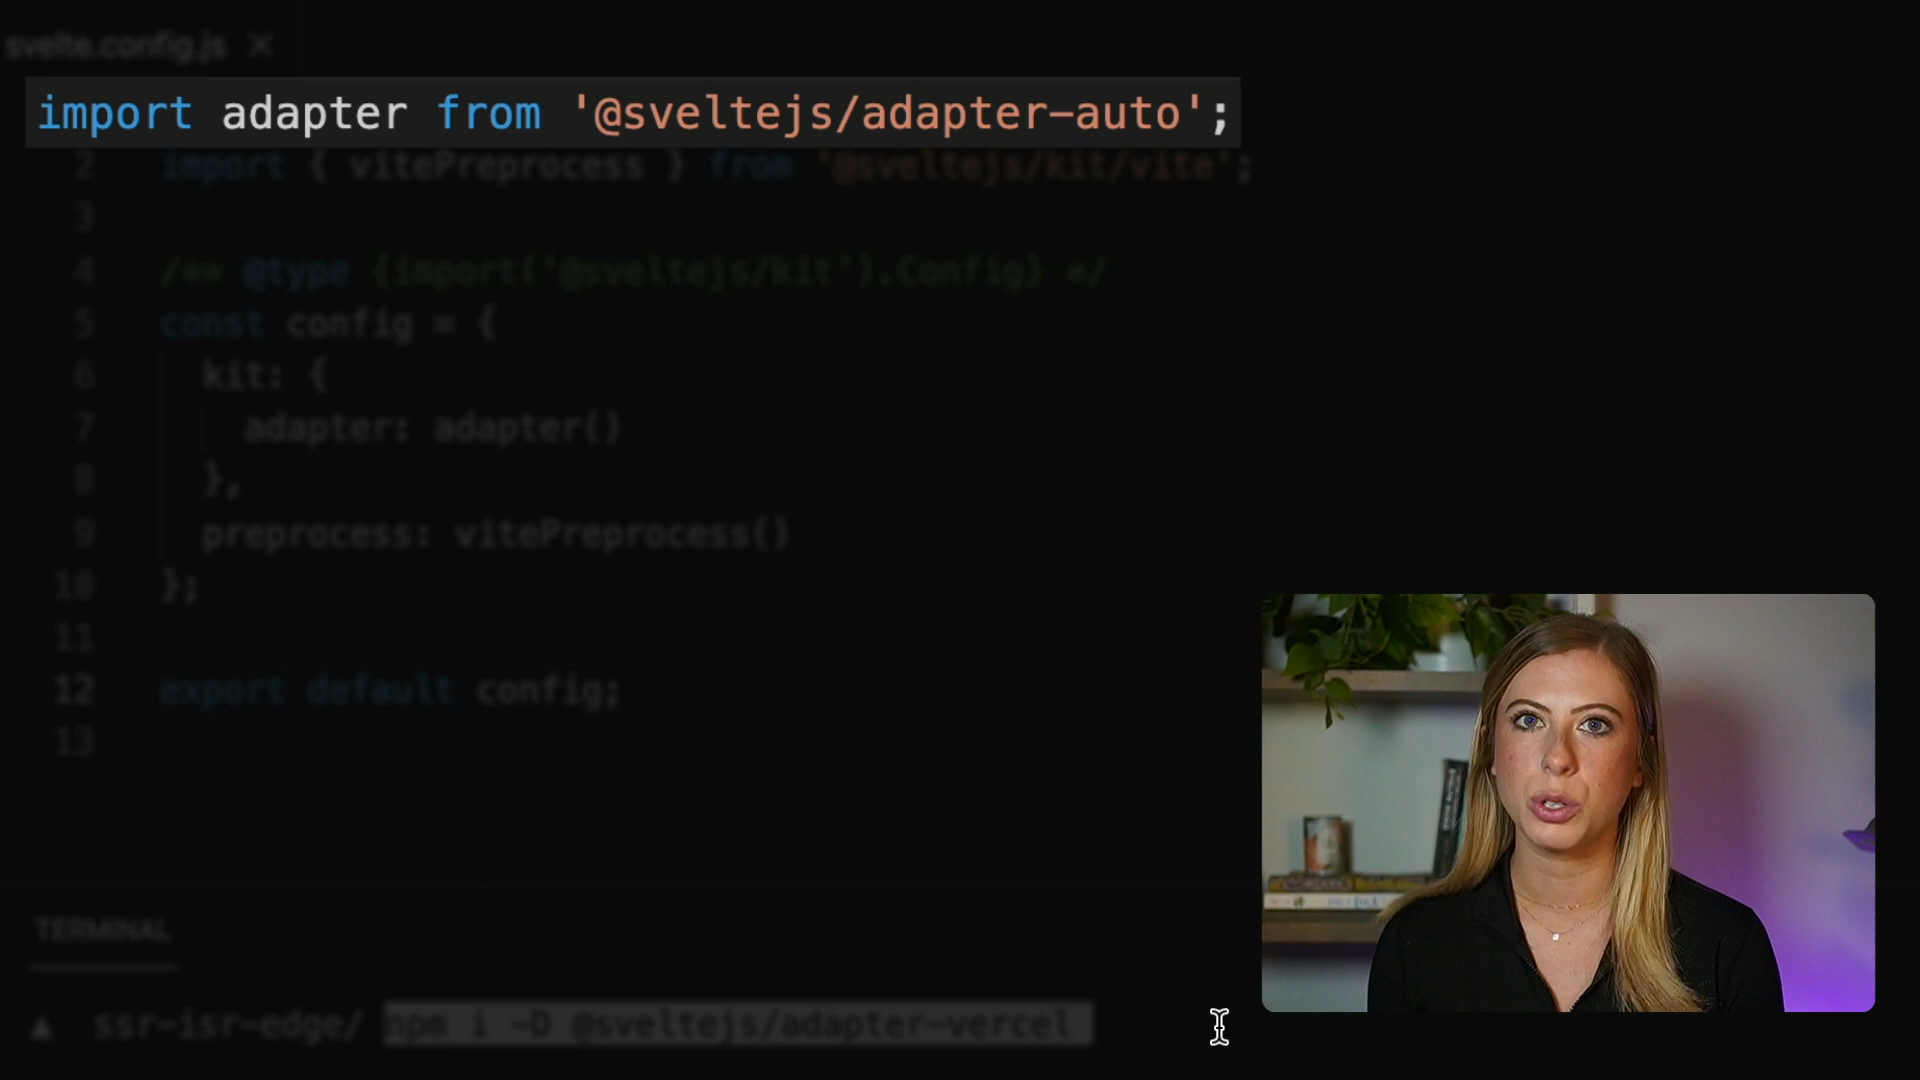 svelte.config.js
import adapter from '@sveltejs/adapter-auto';
2 import { vitePreprocess } from '@sveltejs/kit/vite';
3
4 /** @type {import('@sveltejs/kit').Config} */
5 const config = {
6 kit: {
7 adapter: adapter()
8 },
9 preprocess: vitePreprocess()
10 };
11
12 export default config;
13
TERMINAL
▲ ssr-isr-edge/ npm i -D @sveltejs/adapter-vercel